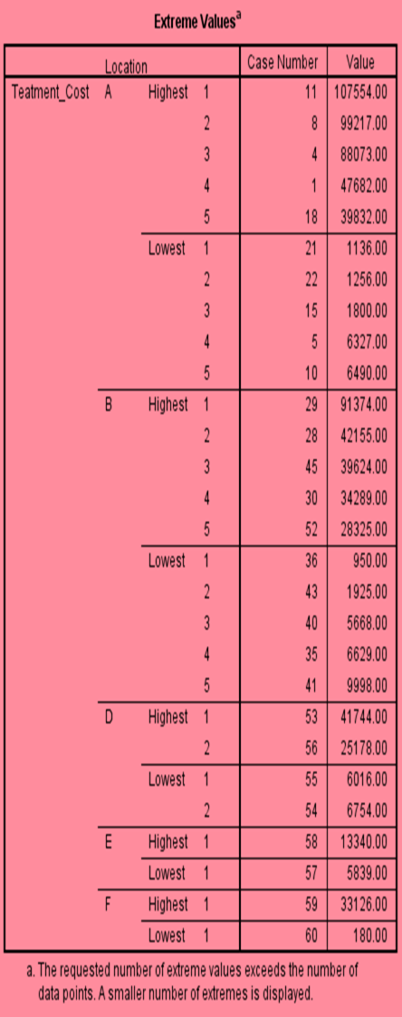 Extreme Valuesa
Location Case Number Value
Teatment_Cost A Highest 1 11 107554.00
2 8 99217.00
3 4 88073.00
4 1 47682.00
5 18 39832.00
Lowest 1 21 1136.00
2 22 1256.00
3 15 1800.00
4 5 6327.00
5 10 6490.00
B Highest 1 29 91374.00
2 28 42155.00
3 45 39624.00
4 30 34289.00
5 52 28325.00
Lowest 1 36 950.00
2 43 1925.00
3 40 5668.00
4 35 6629.00
5 41 9998.00
D Highest 1 53 41744.00
2 56 25178.00
Lowest 1 55 6016.00
2 54 6754.00
E Highest 1 58 13340.00
Lowest 1 57 5839.00
F Highest 1 59 33126.00
Lowest 1 60 180.00
a. The requested number of extreme values exceeds the number of
data points. A smaller number of extremes is displayed.